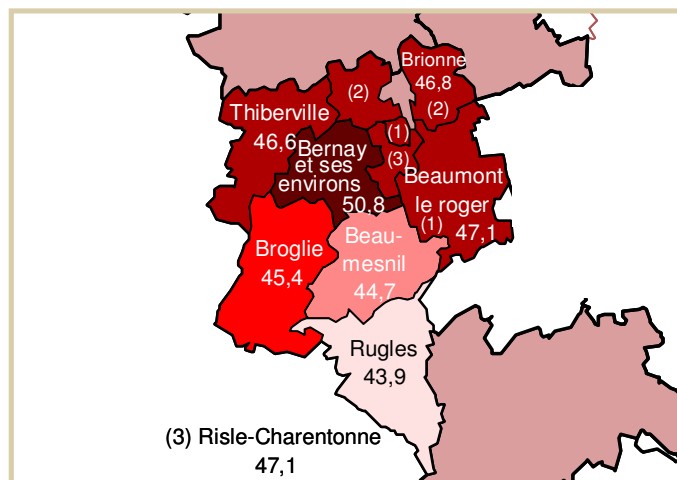 Brionne
46,8
(2)
(2)
Thiberville
46,6
(1)
(3)
Bernay
et ses
environs
50,8
Beaumont
le roger
(1)
47,1
Broglie
45,4
Beau-
mesnil
44,7
Rugles
43,9
(3) Risle-Charentonne
47,1